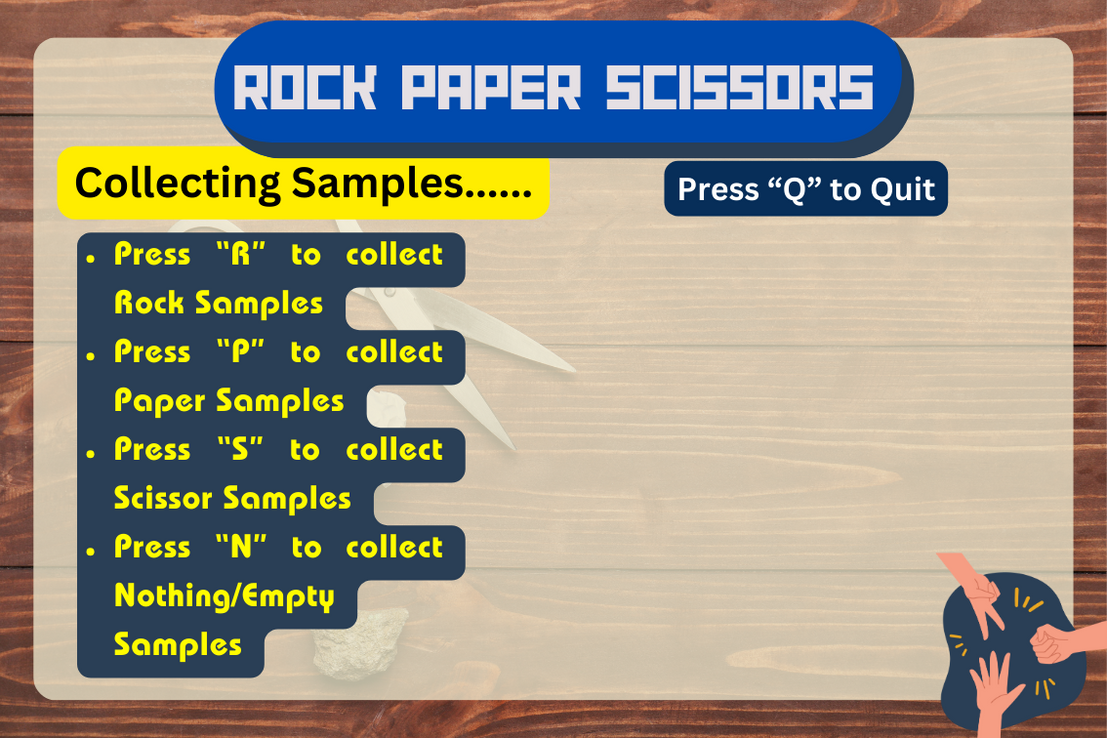 ROCK PAPER SCISSORS
Collecting Samples......
Press “Q” to Quit
• Press “R” to collect
Rock Samples
• Press “P” to collect
Paper Samples
• Press “S” to collect
Scissor Samples
• Press “N” to collect
Nothing/Empty
Samples